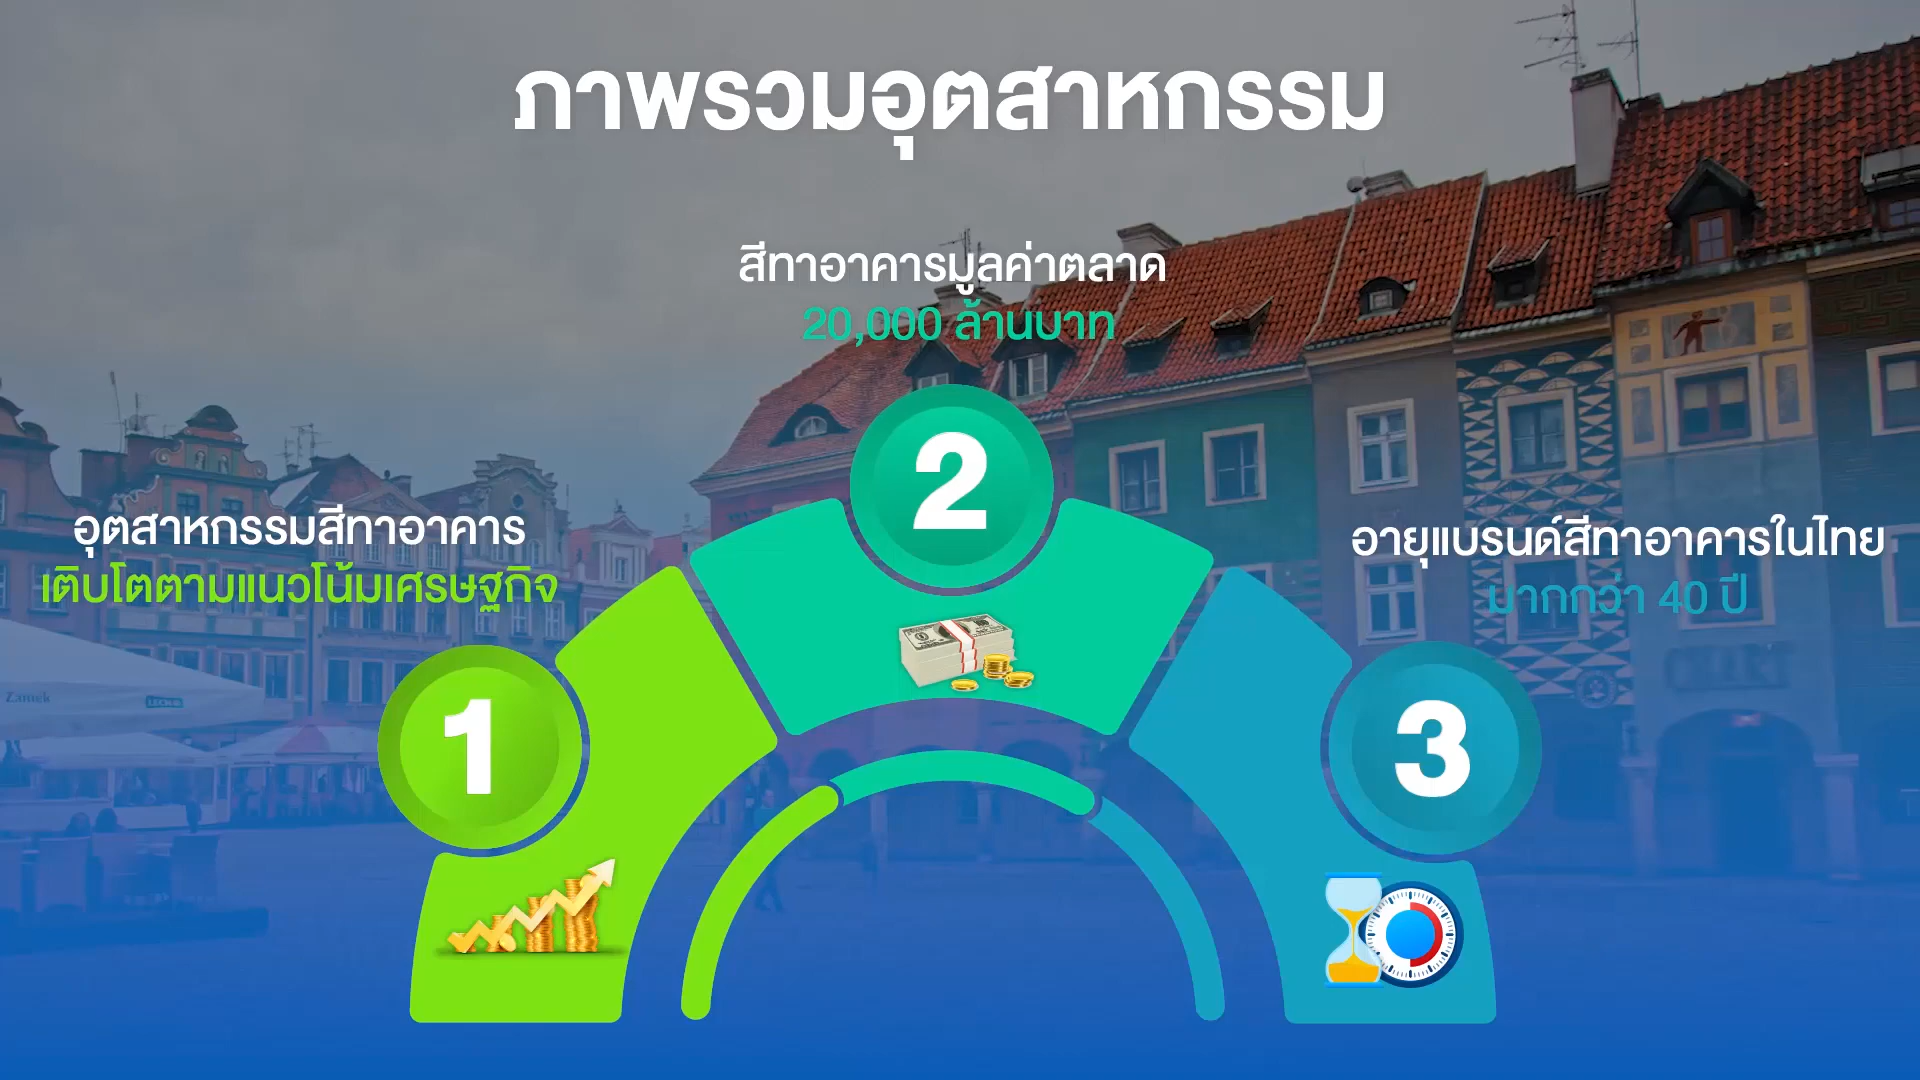 ภาพรวมอุตสาหกรรม
สีทาอาคารมูลค่าตลาด
20,000 ล้านบาท
2
อุตสาหกรรมสีทาอาคาร
เติบโตตามแนวโน้มเศรษฐกิจ
1
อายุแบรนด์สีทาอาคารในไทย
มากกว่า 40 ปี
3
Żanek
LECH